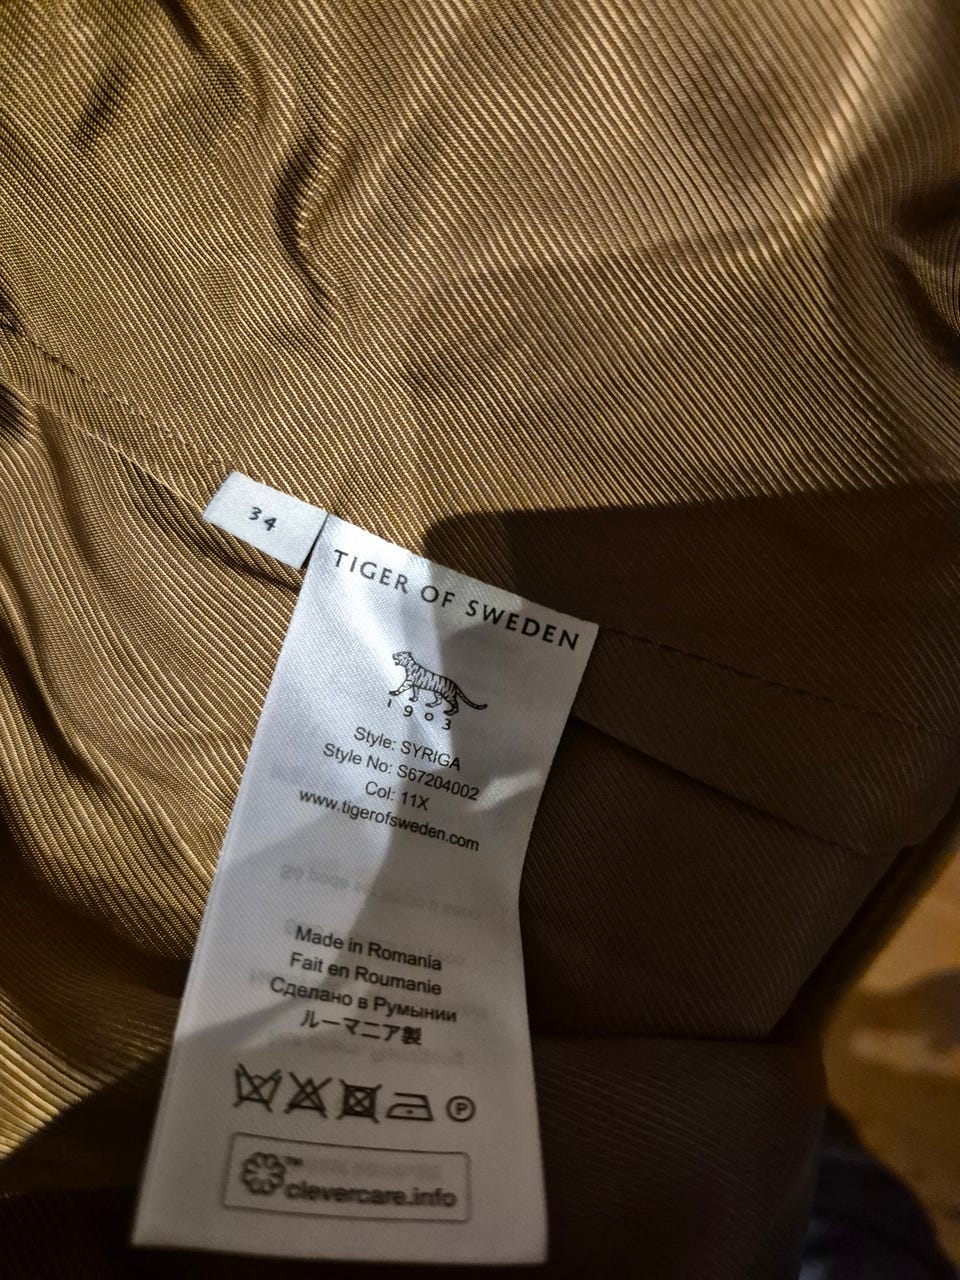 34
TIGER OF SWEDEN
1903
Style: SYRIGA
Style No: S67204002
Col: 11X
www.tigerofsweden.com
Made in Romania
Fait en Roumanie
Сделано в Румынии
ルーマニア製
P
™
clevercare.info